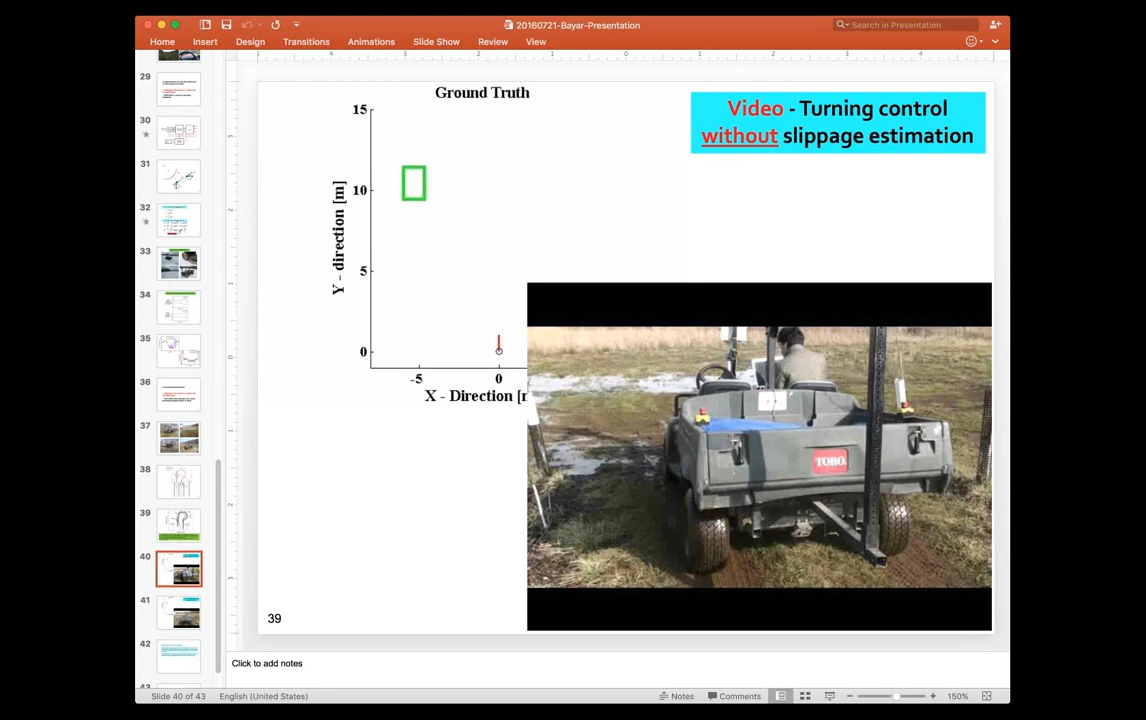 20160721-Bayar-Presentation
Search in Presentation
Home Insert Design Transitions Animations Slide Show Review View
29
30
31
32
33
34
35
36
37
38
39
40
41
42
Ground Truth
15
10
5
0
-5 0
Y - direction [m]
X - Direction [
Video - Turning control
without slippage estimation
TORO
39
Click to add notes
Slide 40 of 43 English (United States) Notes Comments 150%